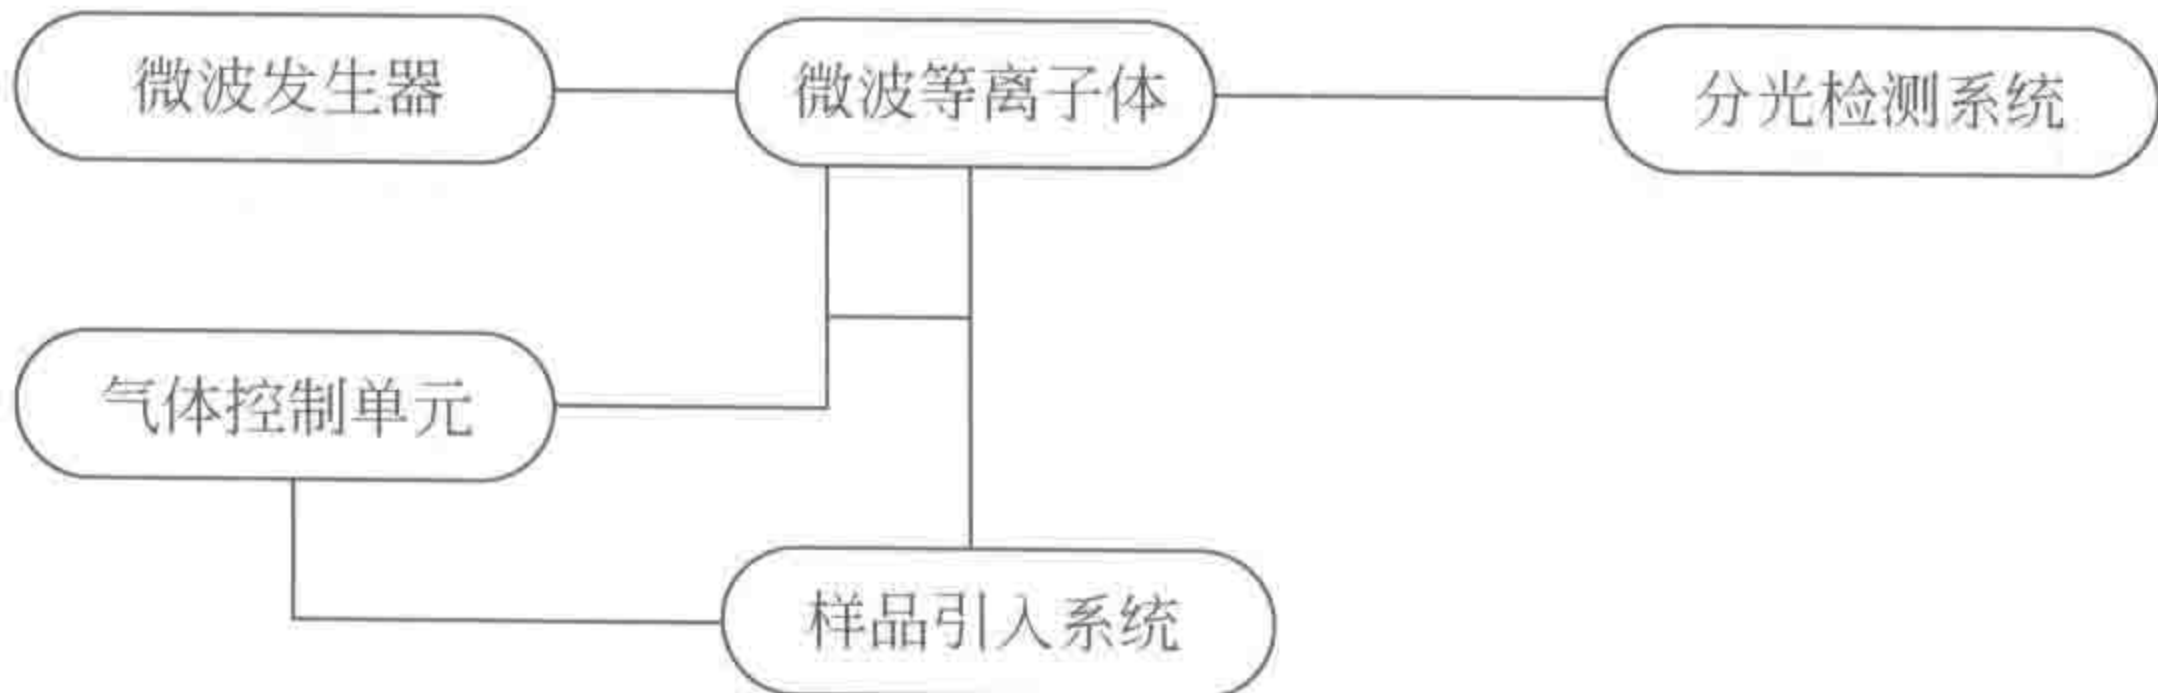 微波发生器
微波等离子体
分光检测系统
气体控制单元
样品引入系统